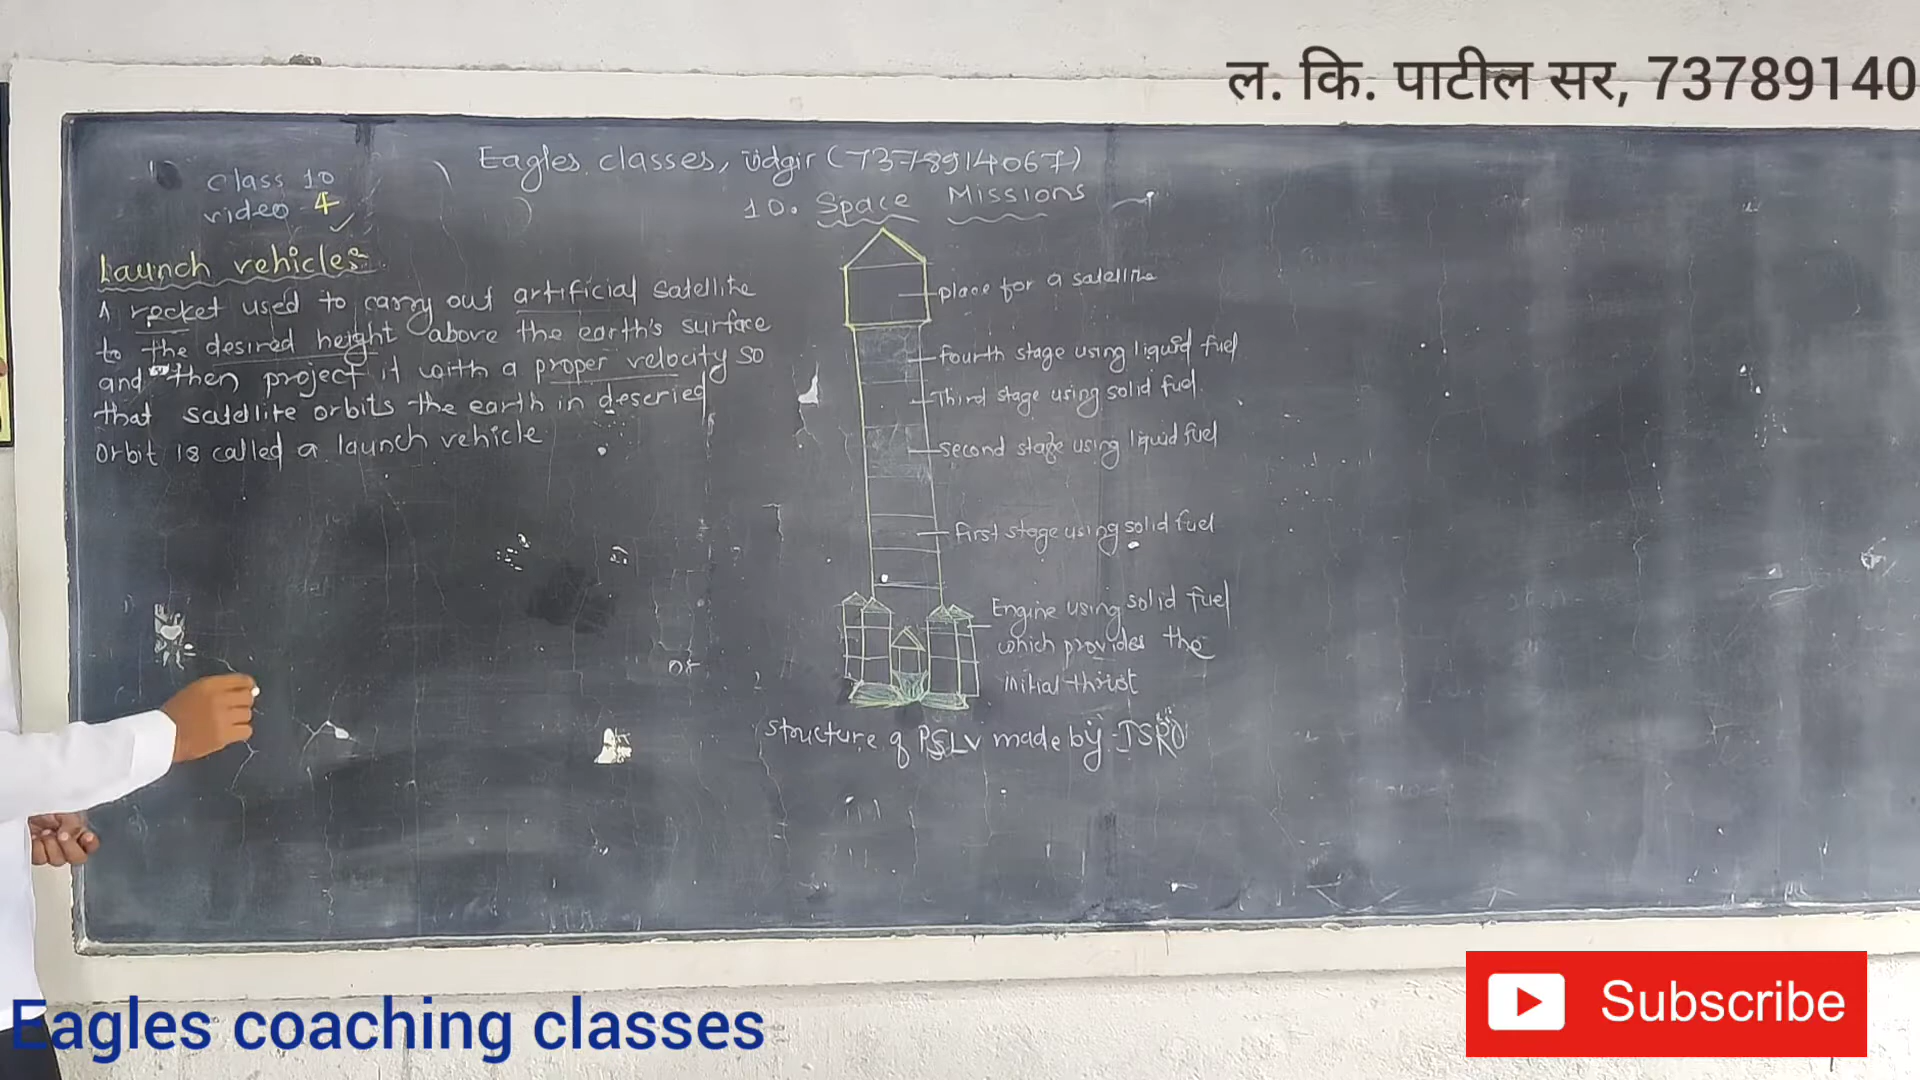 ल. कि. पाटील सर, 73789140
Eagles classes, üdgir (7378914067)
class 10
video - 4
10. Space Missions
Launch vehicles
A rocket used to carry out artificial satellite
to the desired height above the earth's surface
and then project it with a proper velocity so
that satellite orbits the earth in descried
orbit is called a launch vehicle
place for a satellite
Fourth stage using liquid fuel
Third stage using solid fuel.
second stage using liquid fuel
First stage using solid fuel
Engine using solid fuel
which provides the
initial thrust
or
structure of PSLV made by ISRO
Eagles coaching classes
Subscribe